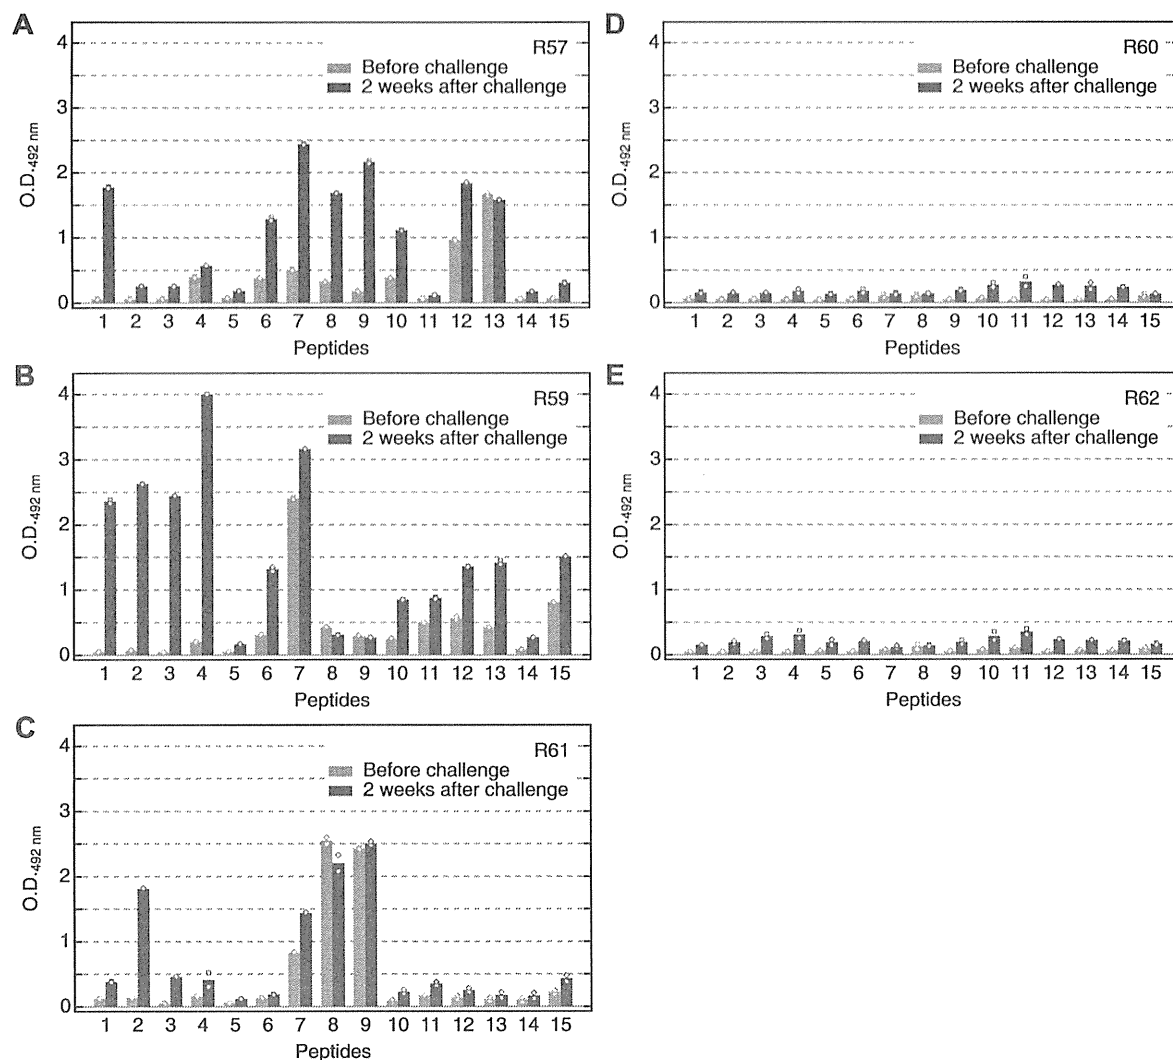 A
R57
Before challenge
2 weeks after challenge
4
3
2
1
0
O.D.492 nm
1 2 3 4 5 6 7 8 9 10 11 12 13 14 15
Peptides
B
R59
Before challenge
2 weeks after challenge
4
3
2
1
0
O.D.492 nm
1 2 3 4 5 6 7 8 9 10 11 12 13 14 15
Peptides
C
R61
Before challenge
2 weeks after challenge
4
3
2
1
0
O.D.492 nm
1 2 3 4 5 6 7 8 9 10 11 12 13 14 15
Peptides
D
R60
Before challenge
2 weeks after challenge
4
3
2
1
0
O.D.492 nm
1 2 3 4 5 6 7 8 9 10 11 12 13 14 15
Peptides
E
R62
Before challenge
2 weeks after challenge
4
3
2
1
0
O.D.492 nm
1 2 3 4 5 6 7 8 9 10 11 12 13 14 15
Peptides